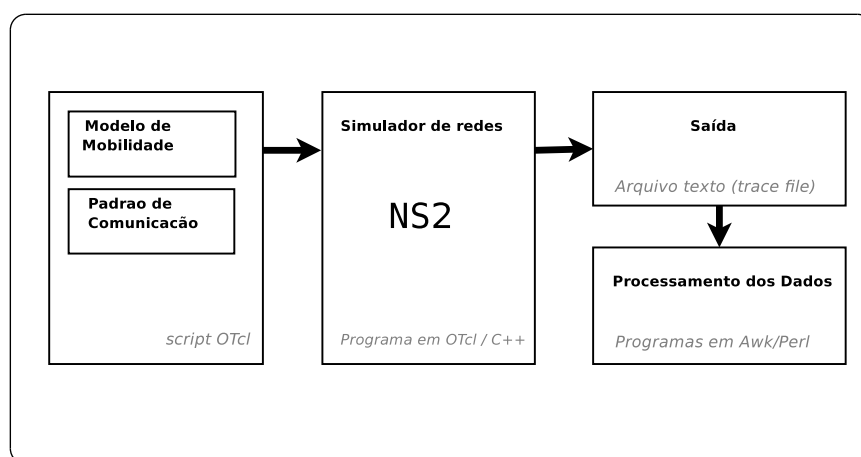 Modelo de
Mobilidade
Padrao de
Comunicacão
script OTcl
Simulador de redes
NS2
Programa em OTcl / C++
Saída
Arquivo texto (trace file)
Processamento dos Dados
Programas em Awk/Perl